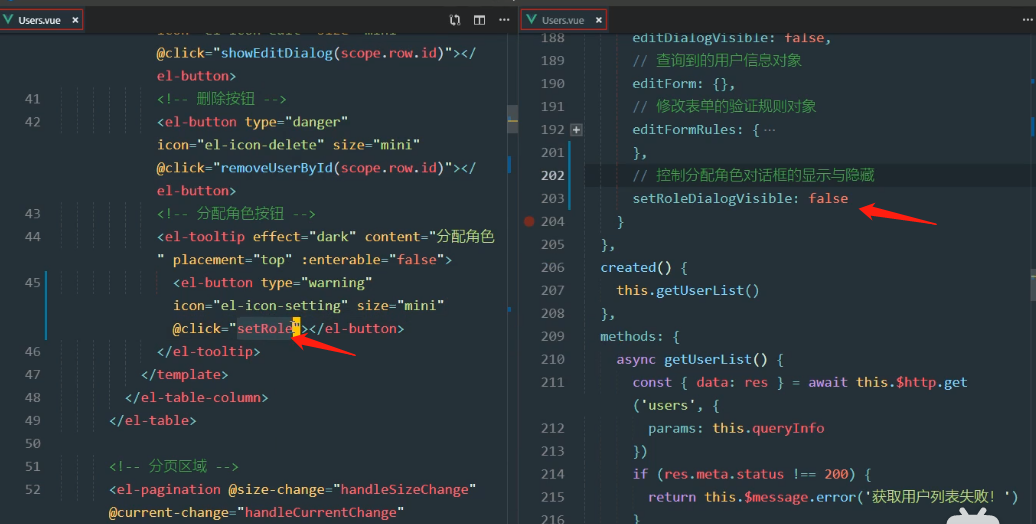 Users.vue ×
@click="showEditDialog(scope.row.id)"></
el-button>
41 <!-- 删除按钮 -->
42 <el-button type="danger"
icon="el-icon-delete" size="mini"
@click="removeUserById(scope.row.id)"></
el-button>
43 <!-- 分配角色按钮 -->
44 <el-tooltip effect="dark" content="分配角色
" placement="top" :enterable="false">
45 <el-button type="warning"
icon="el-icon-setting" size="mini"
@click="setRole"></el-button>
46 </el-tooltip>
47 </template>
48 </el-table-column>
49 </el-table>
50
51 <!-- 分页区域 -->
52 <el-pagination @size-change="handleSizeChange"
@current-change="handleCurrentChange"
Users.vue ×
188 editDialogVisible: false,
189 // 查询到的用户信息对象
190 editForm: {},
191 // 修改表单的验证规则对象
192 editFormRules: {…
201 },
202 // 控制分配角色对话框的显示与隐藏
203 setRoleDialogVisible: false
204 }
205 },
206 created() {
207 this.getUserList()
208 },
209 methods: {
210 async getUserList() {
211 const { data: res } = await this.$http.get
('users', {
212 params: this.queryInfo
213 })
214 if (res.meta.status !== 200) {
215 return this.$message.error('获取用户列表失败！')
216 }